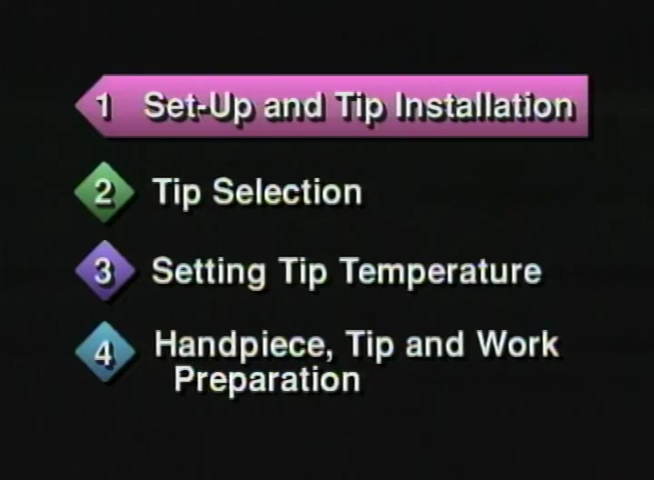 1 Set-Up and Tip Installation
2 Tip Selection
3 Setting Tip Temperature
4 Handpiece, Tip and Work
Preparation